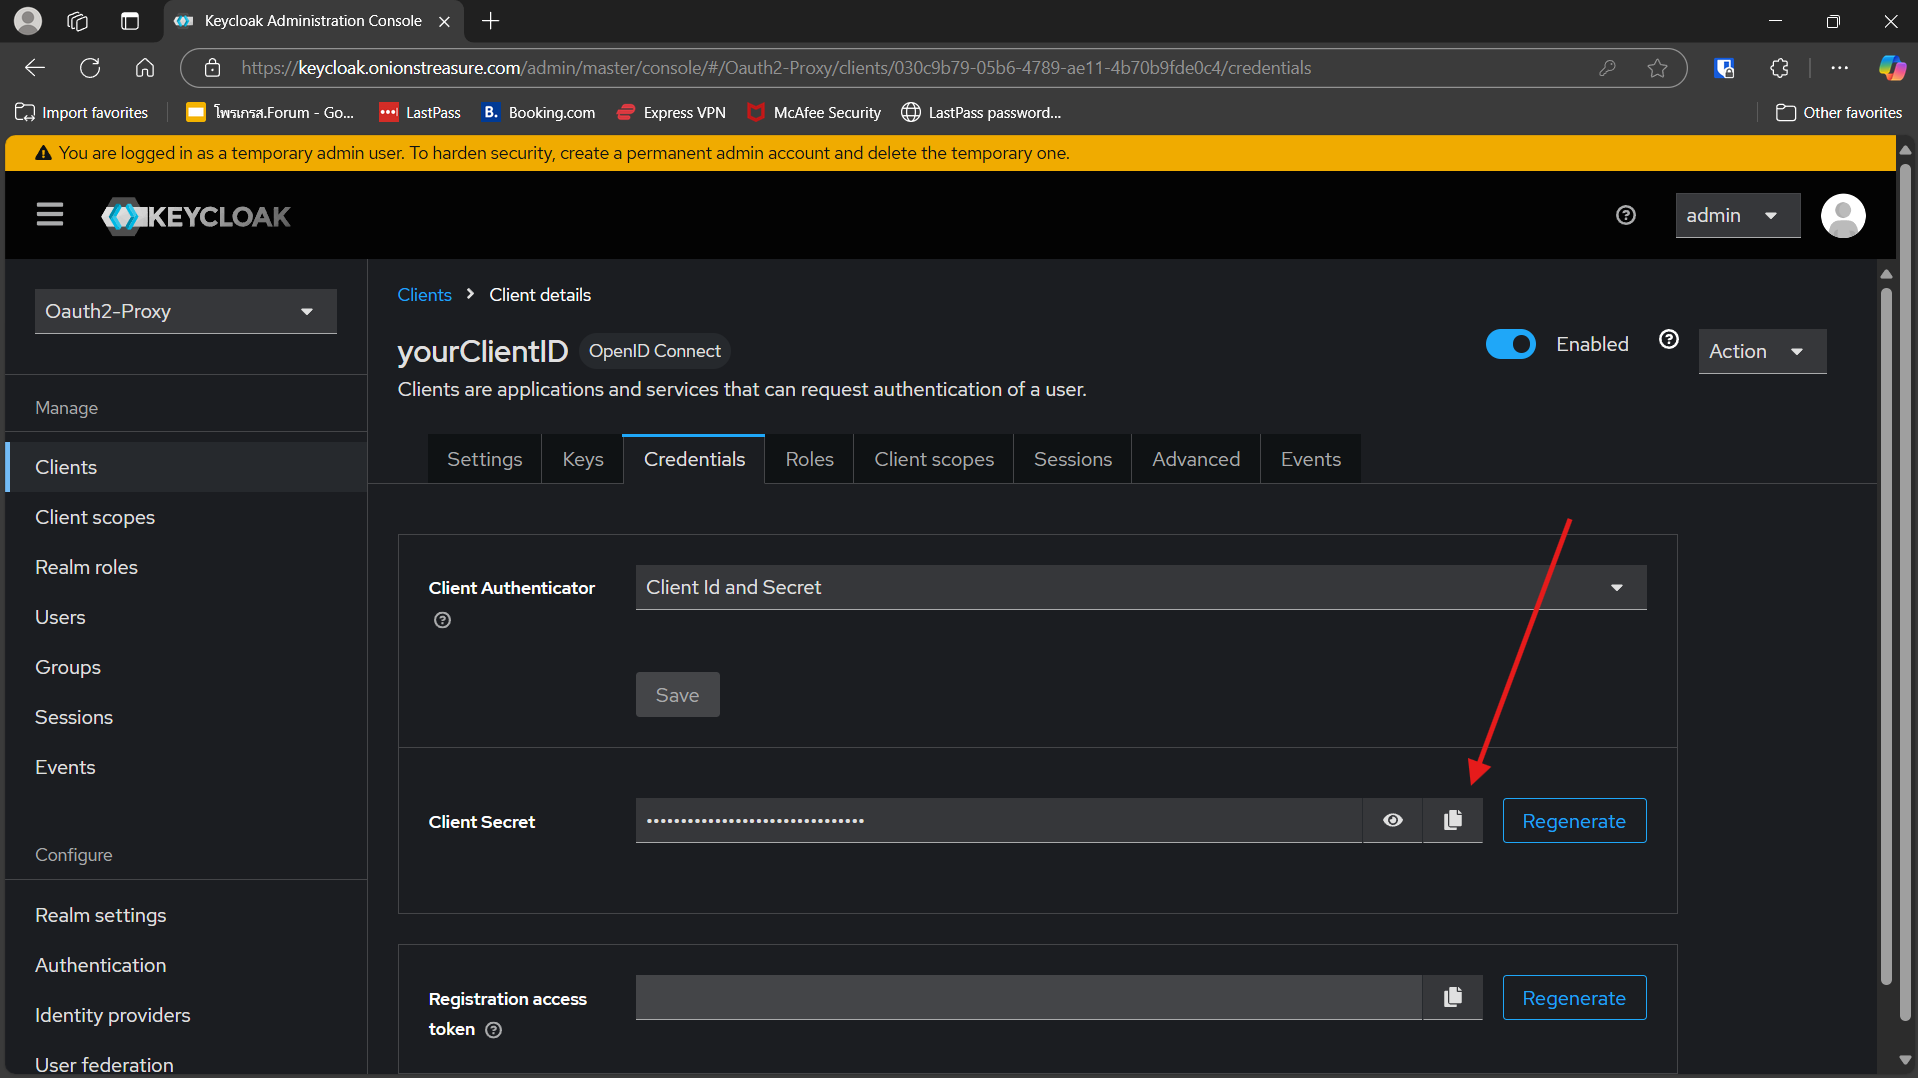 Keycloak Administration Console
https://keycloak.onionstreasure.com/admin/master/console/#/Oauth2-Proxy/clients/030c9b79-05b6-4789-ae11-4b70b9fde0c4/credentials
Import favorites
โพรเกรส.Forum - Go...
LastPass
B. Booking.com
Express VPN
McAfee Security
LastPass password...
Other favorites
You are logged in as a temporary admin user. To harden security, create a permanent admin account and delete the temporary one.
KEYCLOAK
admin
Oauth2-Proxy
Manage
Clients
Client scopes
Realm roles
Users
Groups
Sessions
Events
Configure
Realm settings
Authentication
Identity providers
User federation
Clients > Client details
yourClientID OpenID Connect
Enabled
Action
Clients are applications and services that can request authentication of a user.
Settings
Keys
Credentials
Roles
Client scopes
Sessions
Advanced
Events
Client Authenticator
Client Id and Secret
Save
Client Secret
Regenerate
Registration access
token
Regenerate